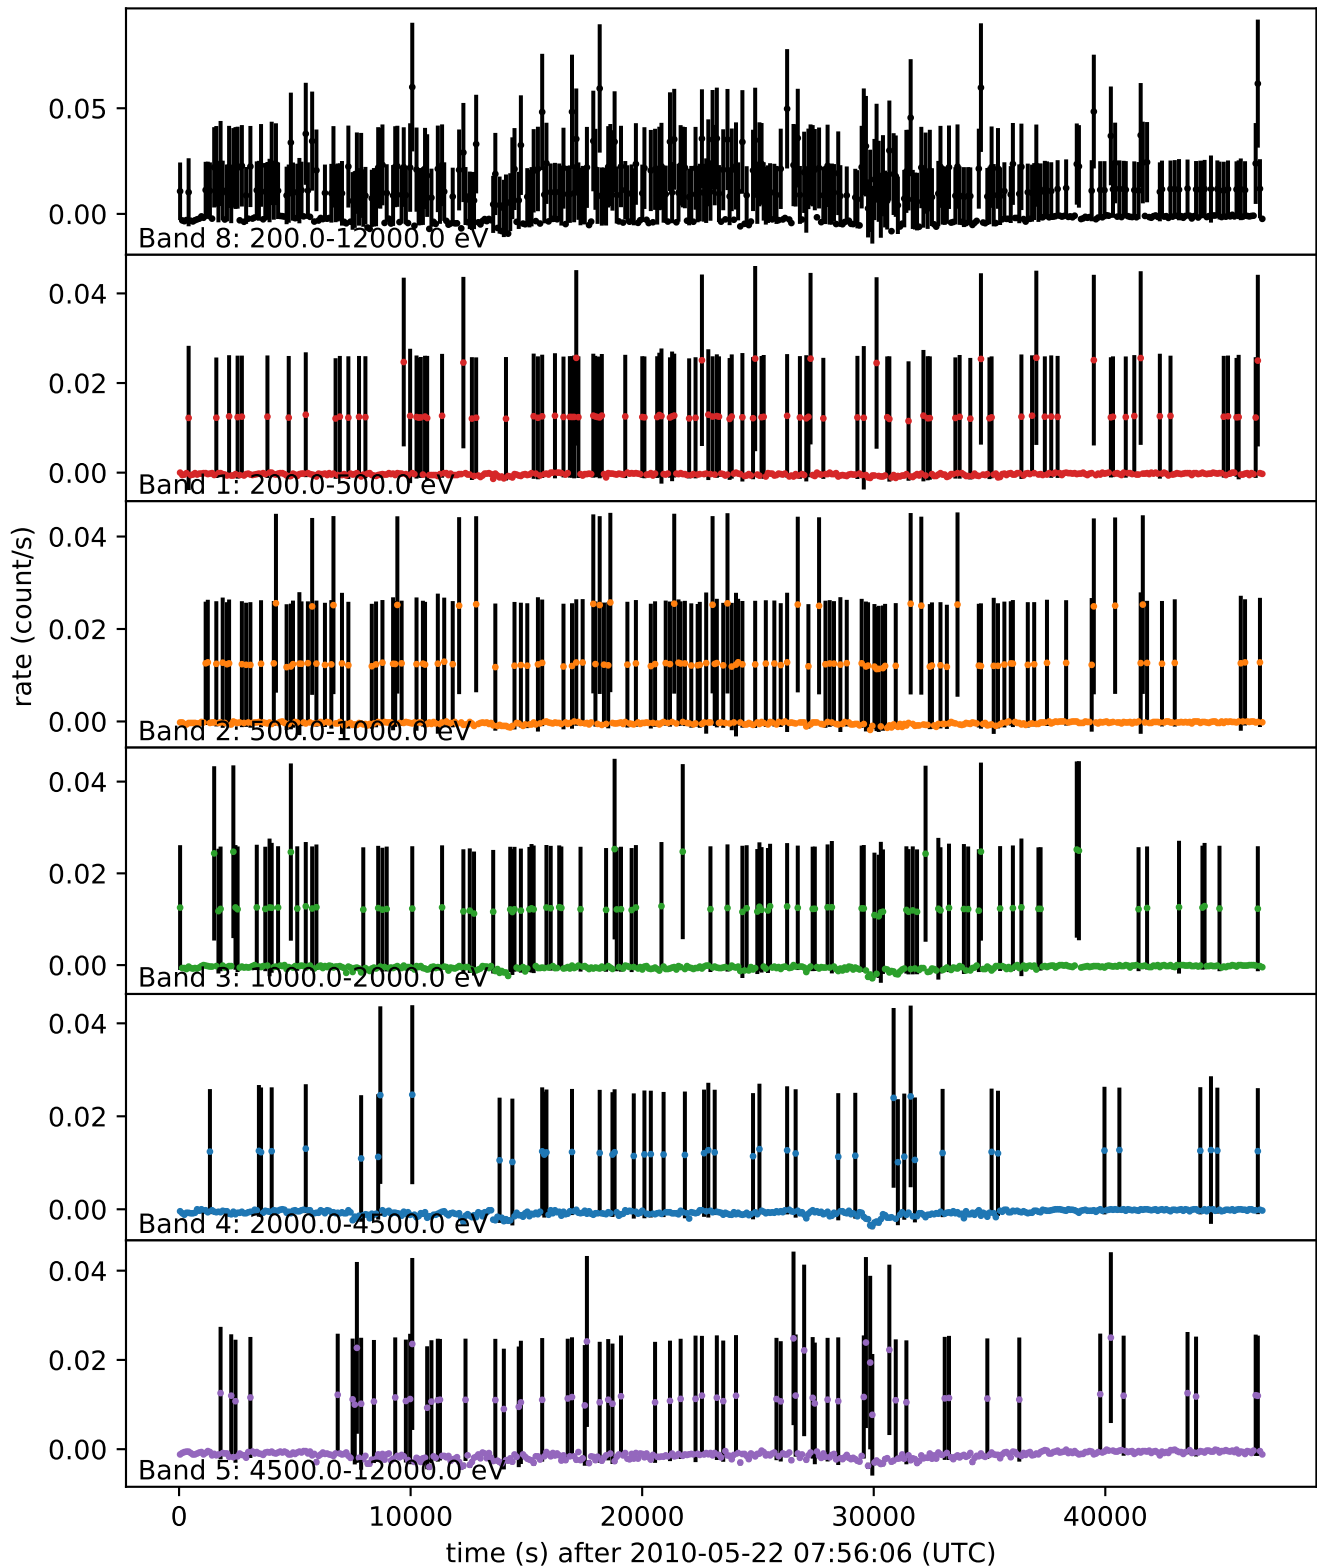 0.05
0.00
Band 8: 200.0-12000.0 eV
0.04
0.02
0.00
Band 1: 200.0-500.0 eV
0.04
0.02
0.00
Band 2: 500.0-1000.0 eV
rate (count/s)
0.04
0.02
0.00
Band 3: 1000.0-2000.0 eV
0.04
0.02
0.00
Band 4: 2000.0-4500.0 eV
0.04
0.02
0.00
Band 5: 4500.0-12000.0 eV
0 10000 20000 30000 40000
time (s) after 2010-05-22 07:56:06 (UTC)